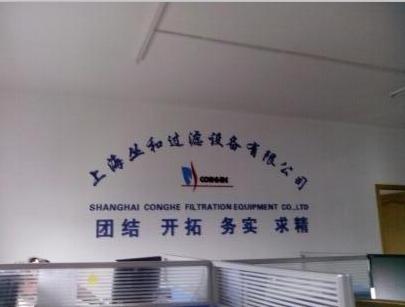 上海丛和过滤设备有限公司
CONGHE
SHANGHAI CONGHE FILTRATION EQUIPMENT CO.,LTD
团结 开拓 务实 求精